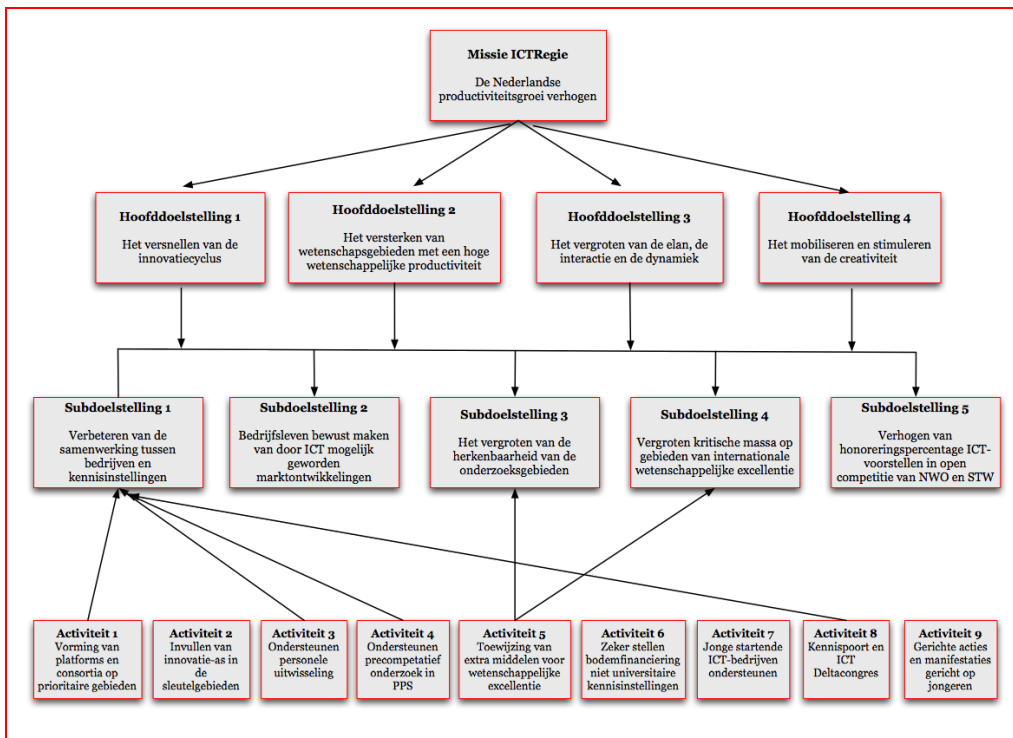 Missie ICTRegie
De Nederlandse
productiviteitsgroei verhogen
Hoofddoelstelling 1
Het versnellen van de
innovatiecyclus
Hoofddoelstelling 2
Het versterken van
wetenschapsgebieden met een hoge
wetenschappelijke productiviteit
Hoofddoelstelling 3
Het vergroten van de elan, de
interactie en de dynamiek
Hoofddoelstelling 4
Het mobiliseren en stimuleren
van de creativiteit
Subdoelstelling 1
Verbeteren van de
samenwerking tussen
bedrijven en
kennisinstellingen
Subdoelstelling 2
Bedrijfsleven bewust maken
van door ICT mogelijk
geworden
marktontwikkelingen
Subdoelstelling 3
Het vergroten van de
herkenbaarheid van de
onderzoeksgebieden
Subdoelstelling 4
Vergroten kritische massa op
gebieden van internationale
wetenschappelijke excellentie
Subdoelstelling 5
Verhogen van
honoreringspercentage ICT-
voorstellen in open
competitie van NWO en STW
Activiteit 1
Vorming van
platforms en
consortia op
prioritaire gebieden
Activiteit 2
Invullen van
innovatie-as in
de
sleutelgebieden
Activiteit 3
Ondersteunen
personele
uitwisseling
Activiteit 4
Ondersteunen
precompetatief
onderzoek in
PPS
Activiteit 5
Toewijzing van
extra middelen voor
wetenschappelijke
excellentie
Activiteit 6
Zeker stellen
bodemfinanciering
niet universitaire
kennisinstellingen
Activiteit 7
Jonge startende
ICT-bedrijven
ondersteunen
Activiteit 8
Kennispoort en
ICT
Deltacongres
Activiteit 9
Gerichte acties
en manifestaties
gericht op
jongeren